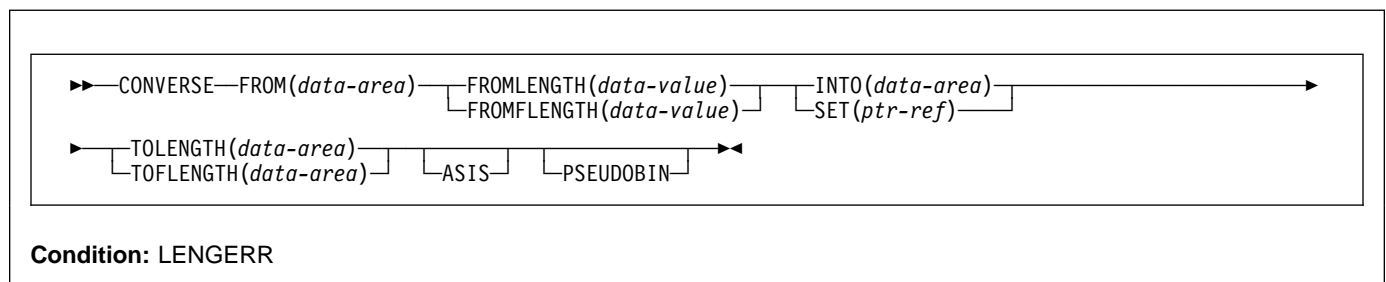 ►►──CONVERSE──FROM(data-area)──┬─FROMLENGTH(data-value)──┬──┬─INTO(data-area)─┬──►
└─FROMFLENGTH(data-value)─┘ └─SET(ptr-ref)────┘
►──┬─TOLENGTH(data-area)──┬──┬──────┬──┬───────────┬──►◄
└─TOFLENGTH(data-area)─┘ └─ASIS─┘ └─PSEUDOBIN─┘
Condition: LENGERR